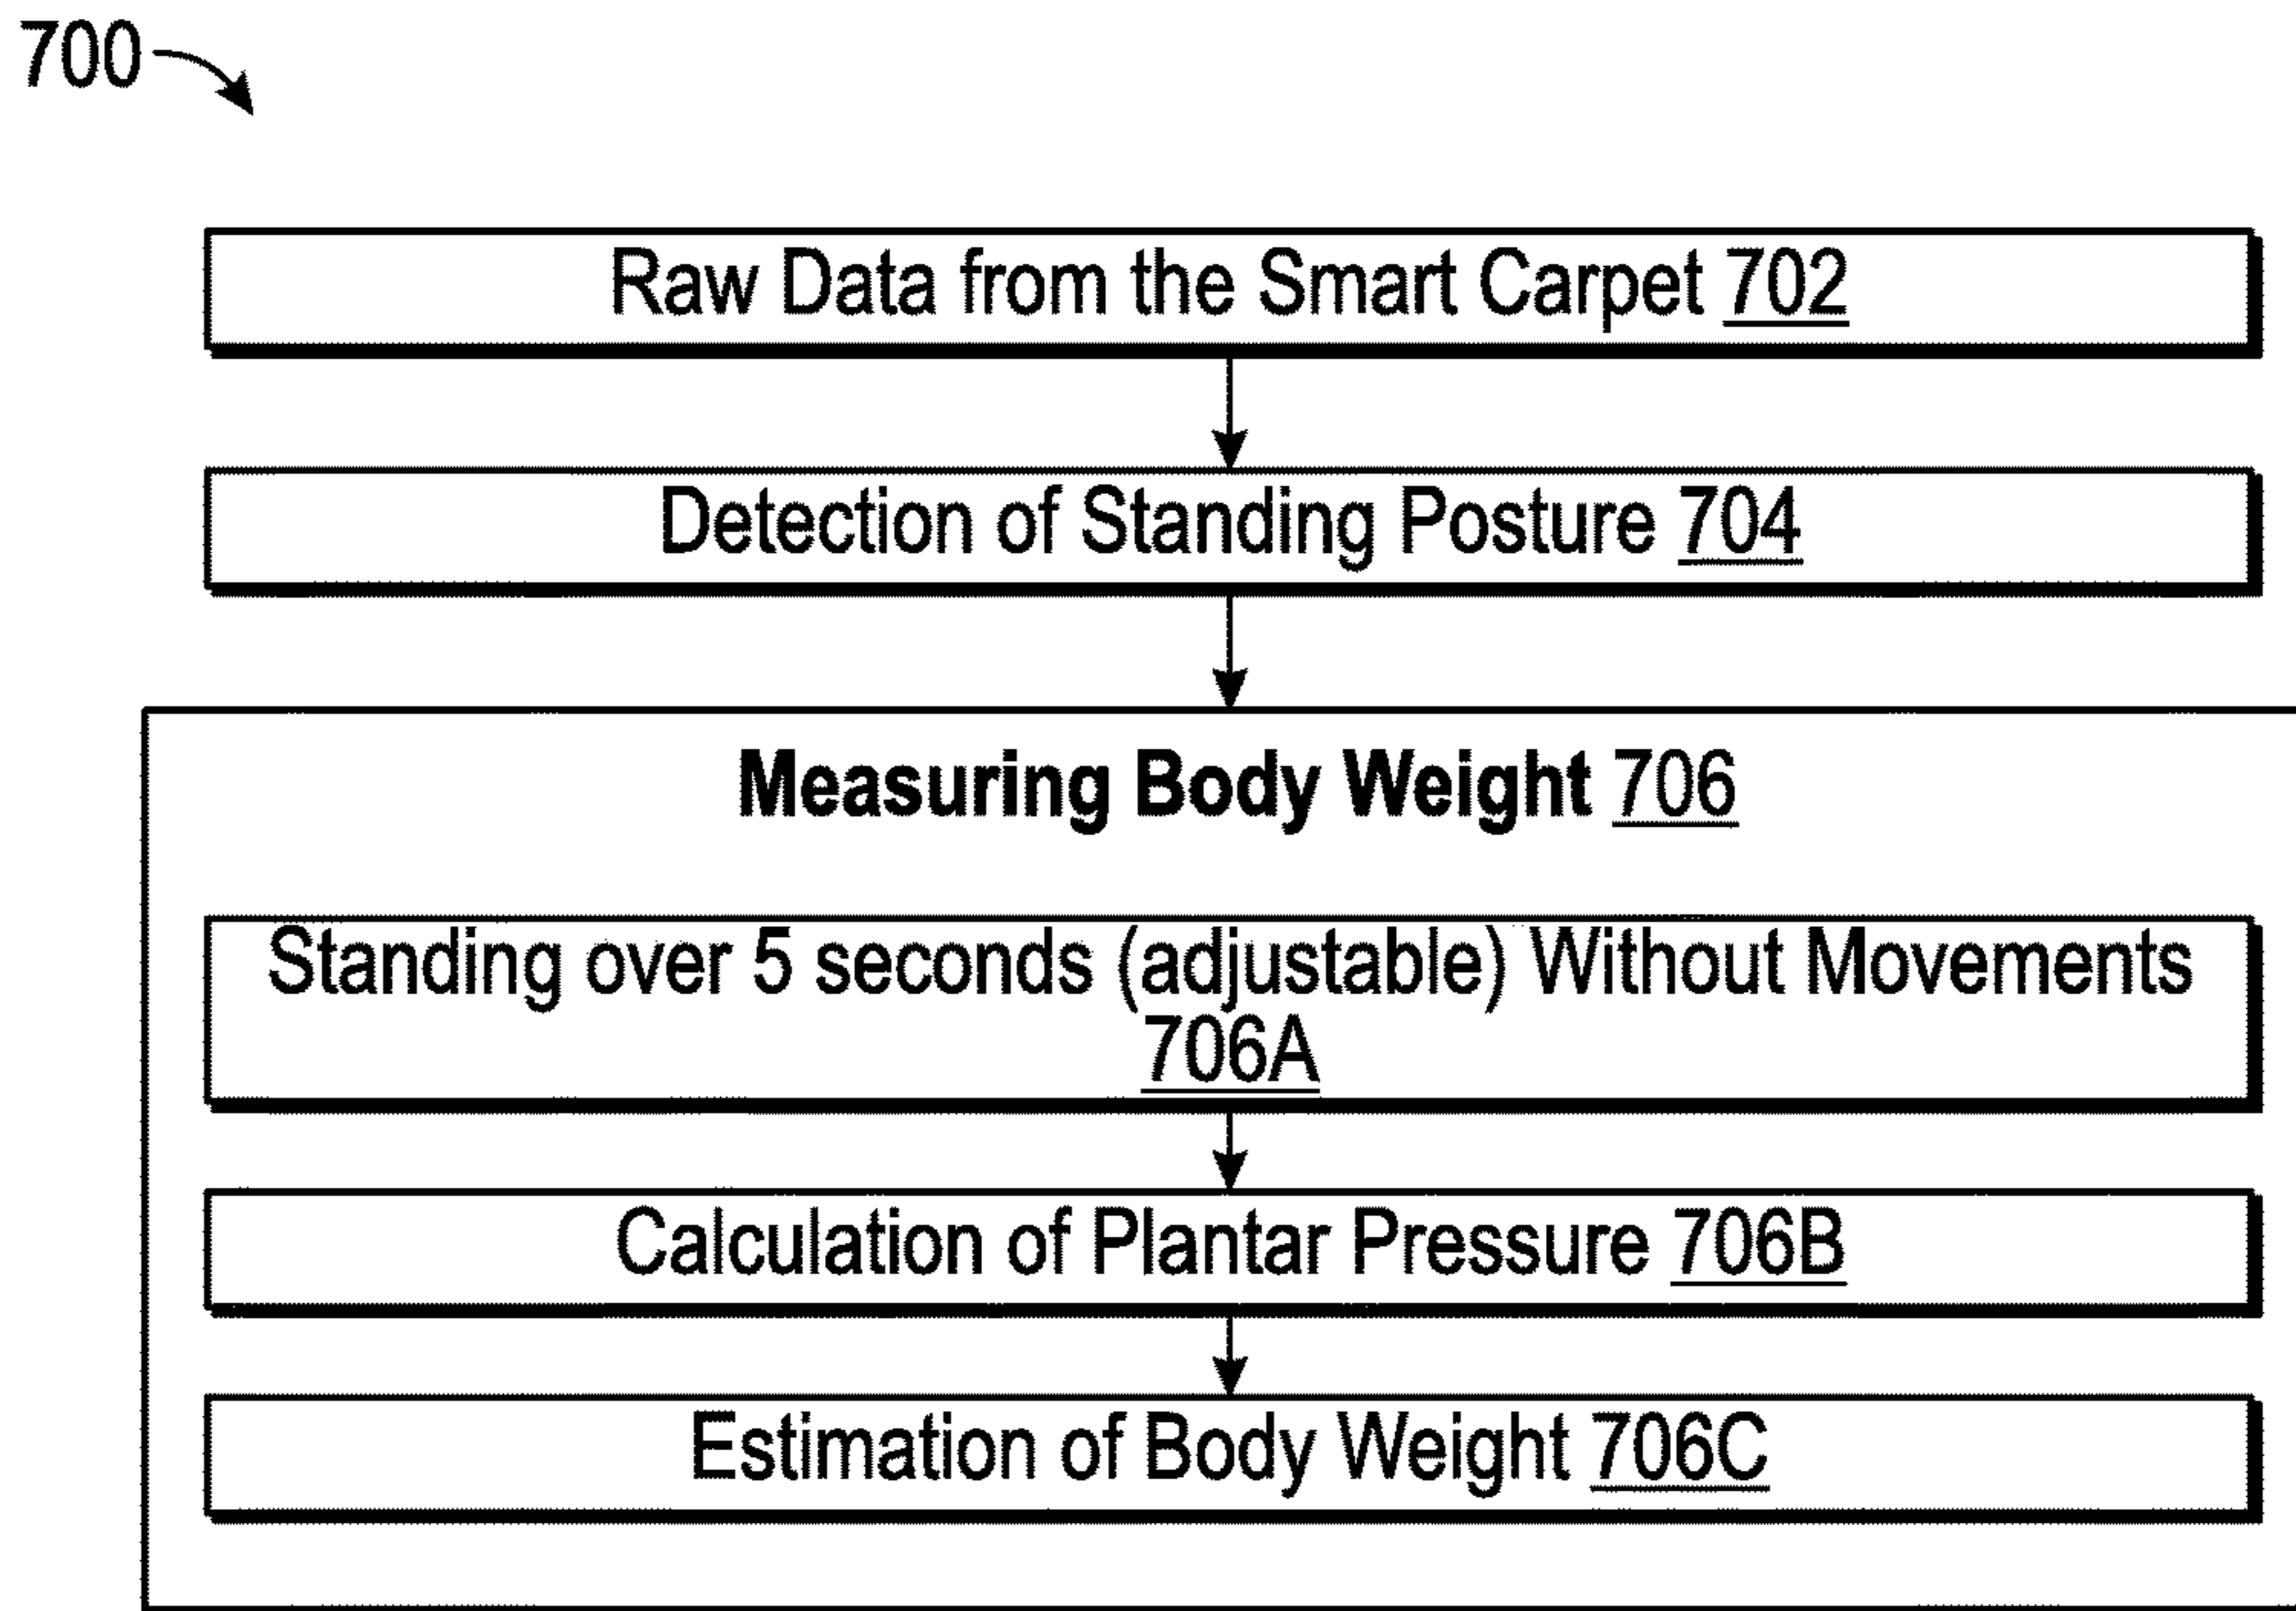 700
Raw Data from the Smart Carpet 702
Detection of Standing Posture 704
Measuring Body Weight 706
Standing over 5 seconds (adjustable) Without Movements
706A
Calculation of Plantar Pressure 706B
Estimation of Body Weight 706C